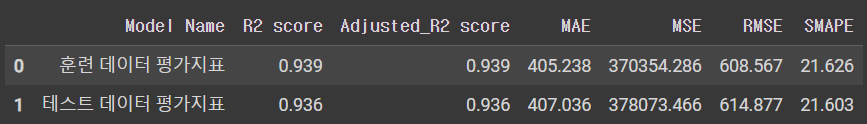 Model Name R2 score Adjusted_R2 score MAE MSE RMSE SMAPE
0 훈련 데이터 평가지표 0.939 0.939 405.238 370354.286 608.567 21.626
1 테스트 데이터 평가지표 0.936 0.936 407.036 378073.466 614.877 21.603